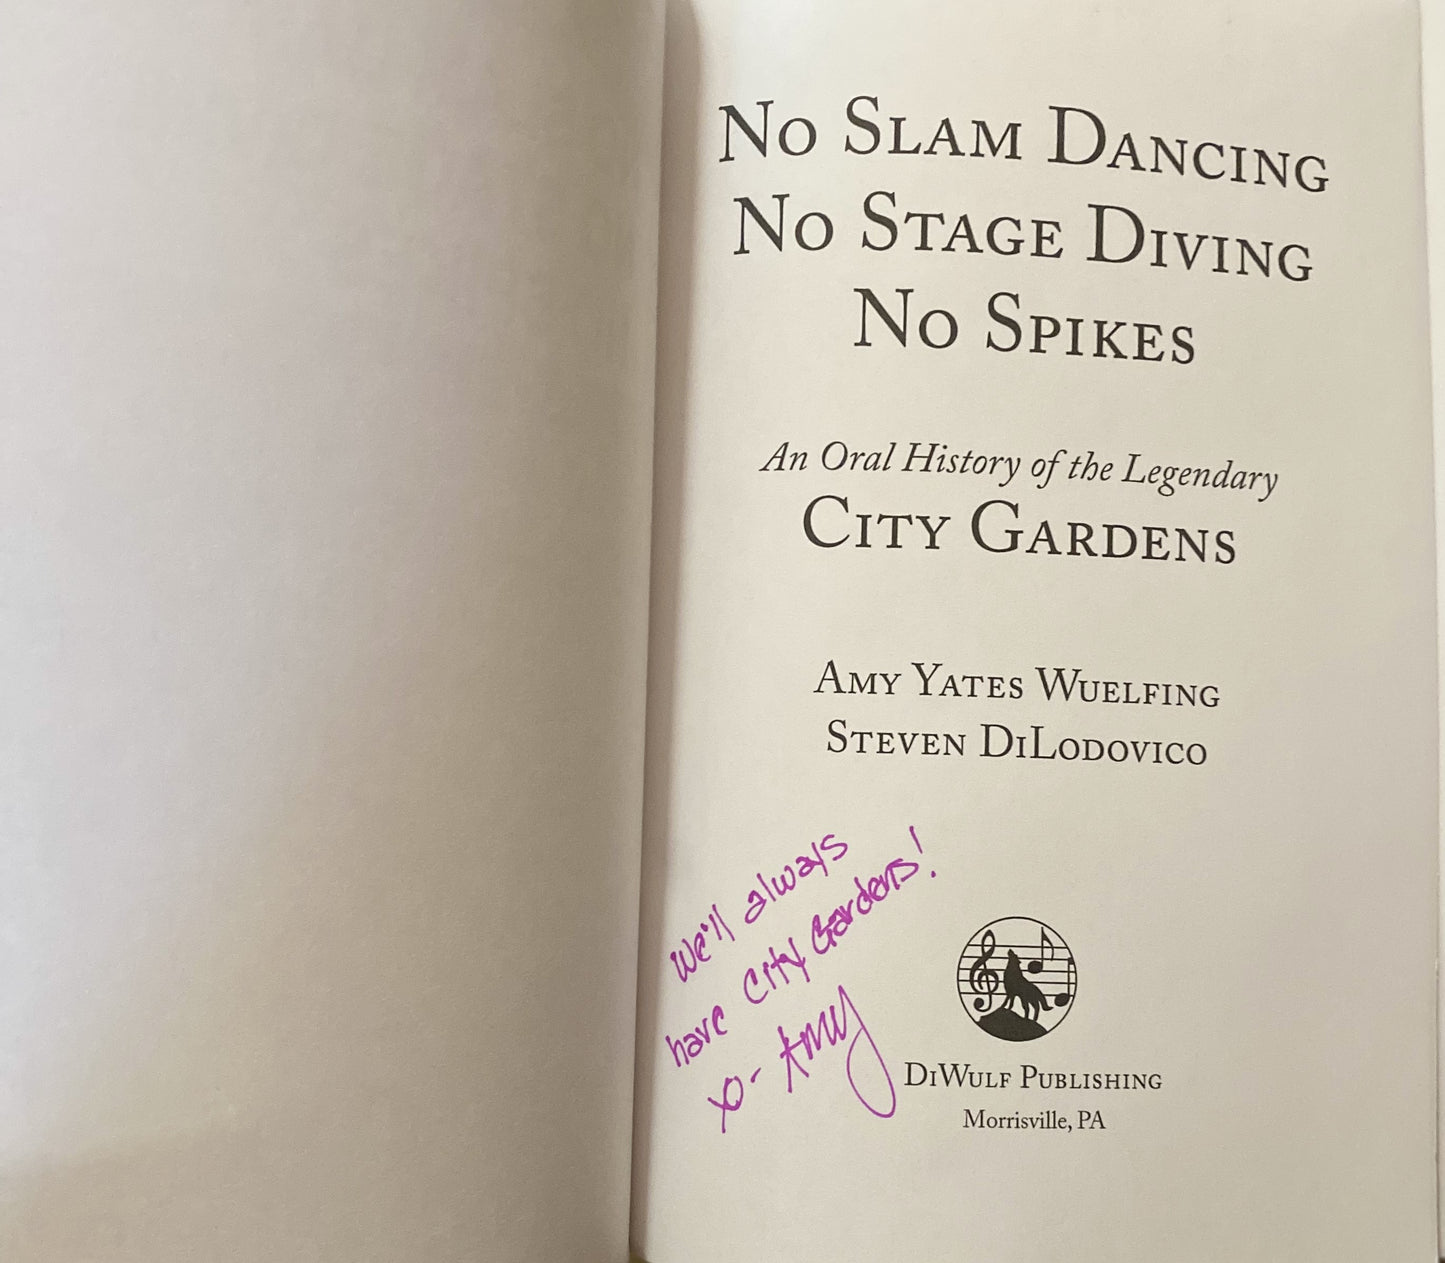 No Slam Dancing
No Stage Diving
No Spikes
An Oral History of the Legendary
City Gardens
Amy Yates Wuelfing
Steven DiLodovico
We'll always
have City Gardens!
xo- Amy
DiWulf Publishing
Morrisville, PA